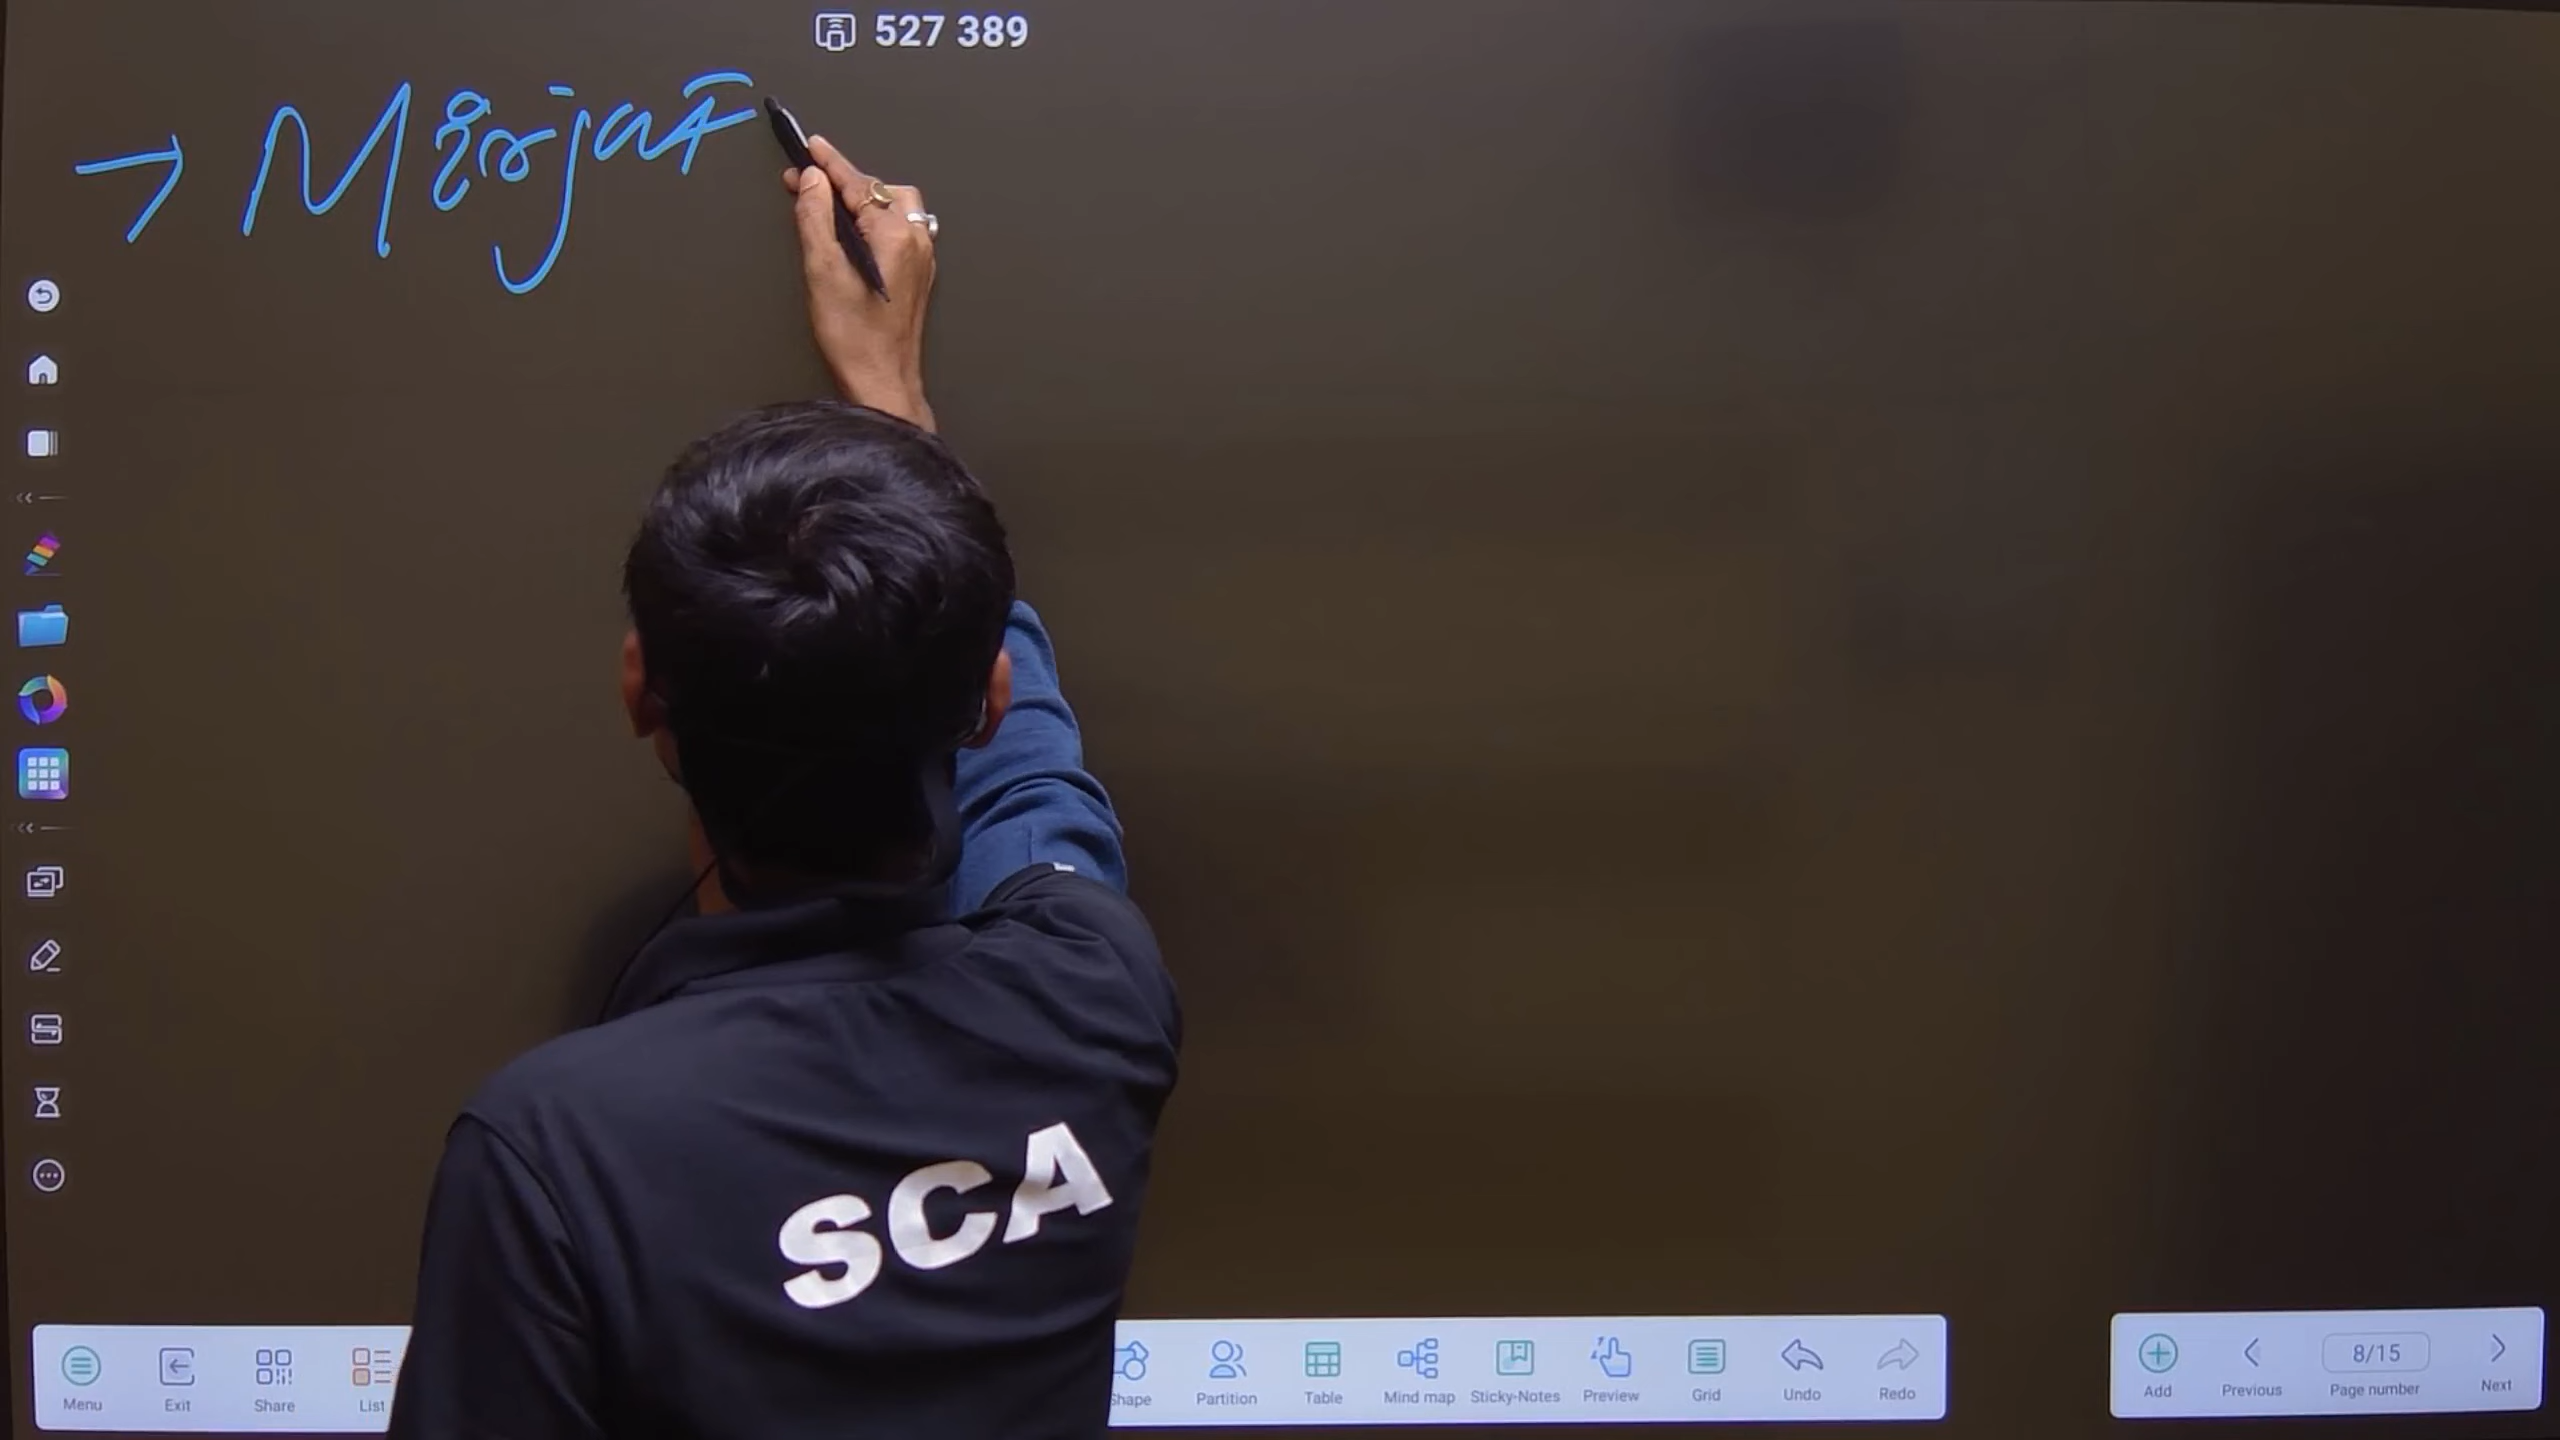 527 389
→ MirjaF
SCA
Menu Exit Share List Shape Partition Table Mind map Sticky-Notes Preview Grid Undo Redo Add Previous 8/15 Page number Next